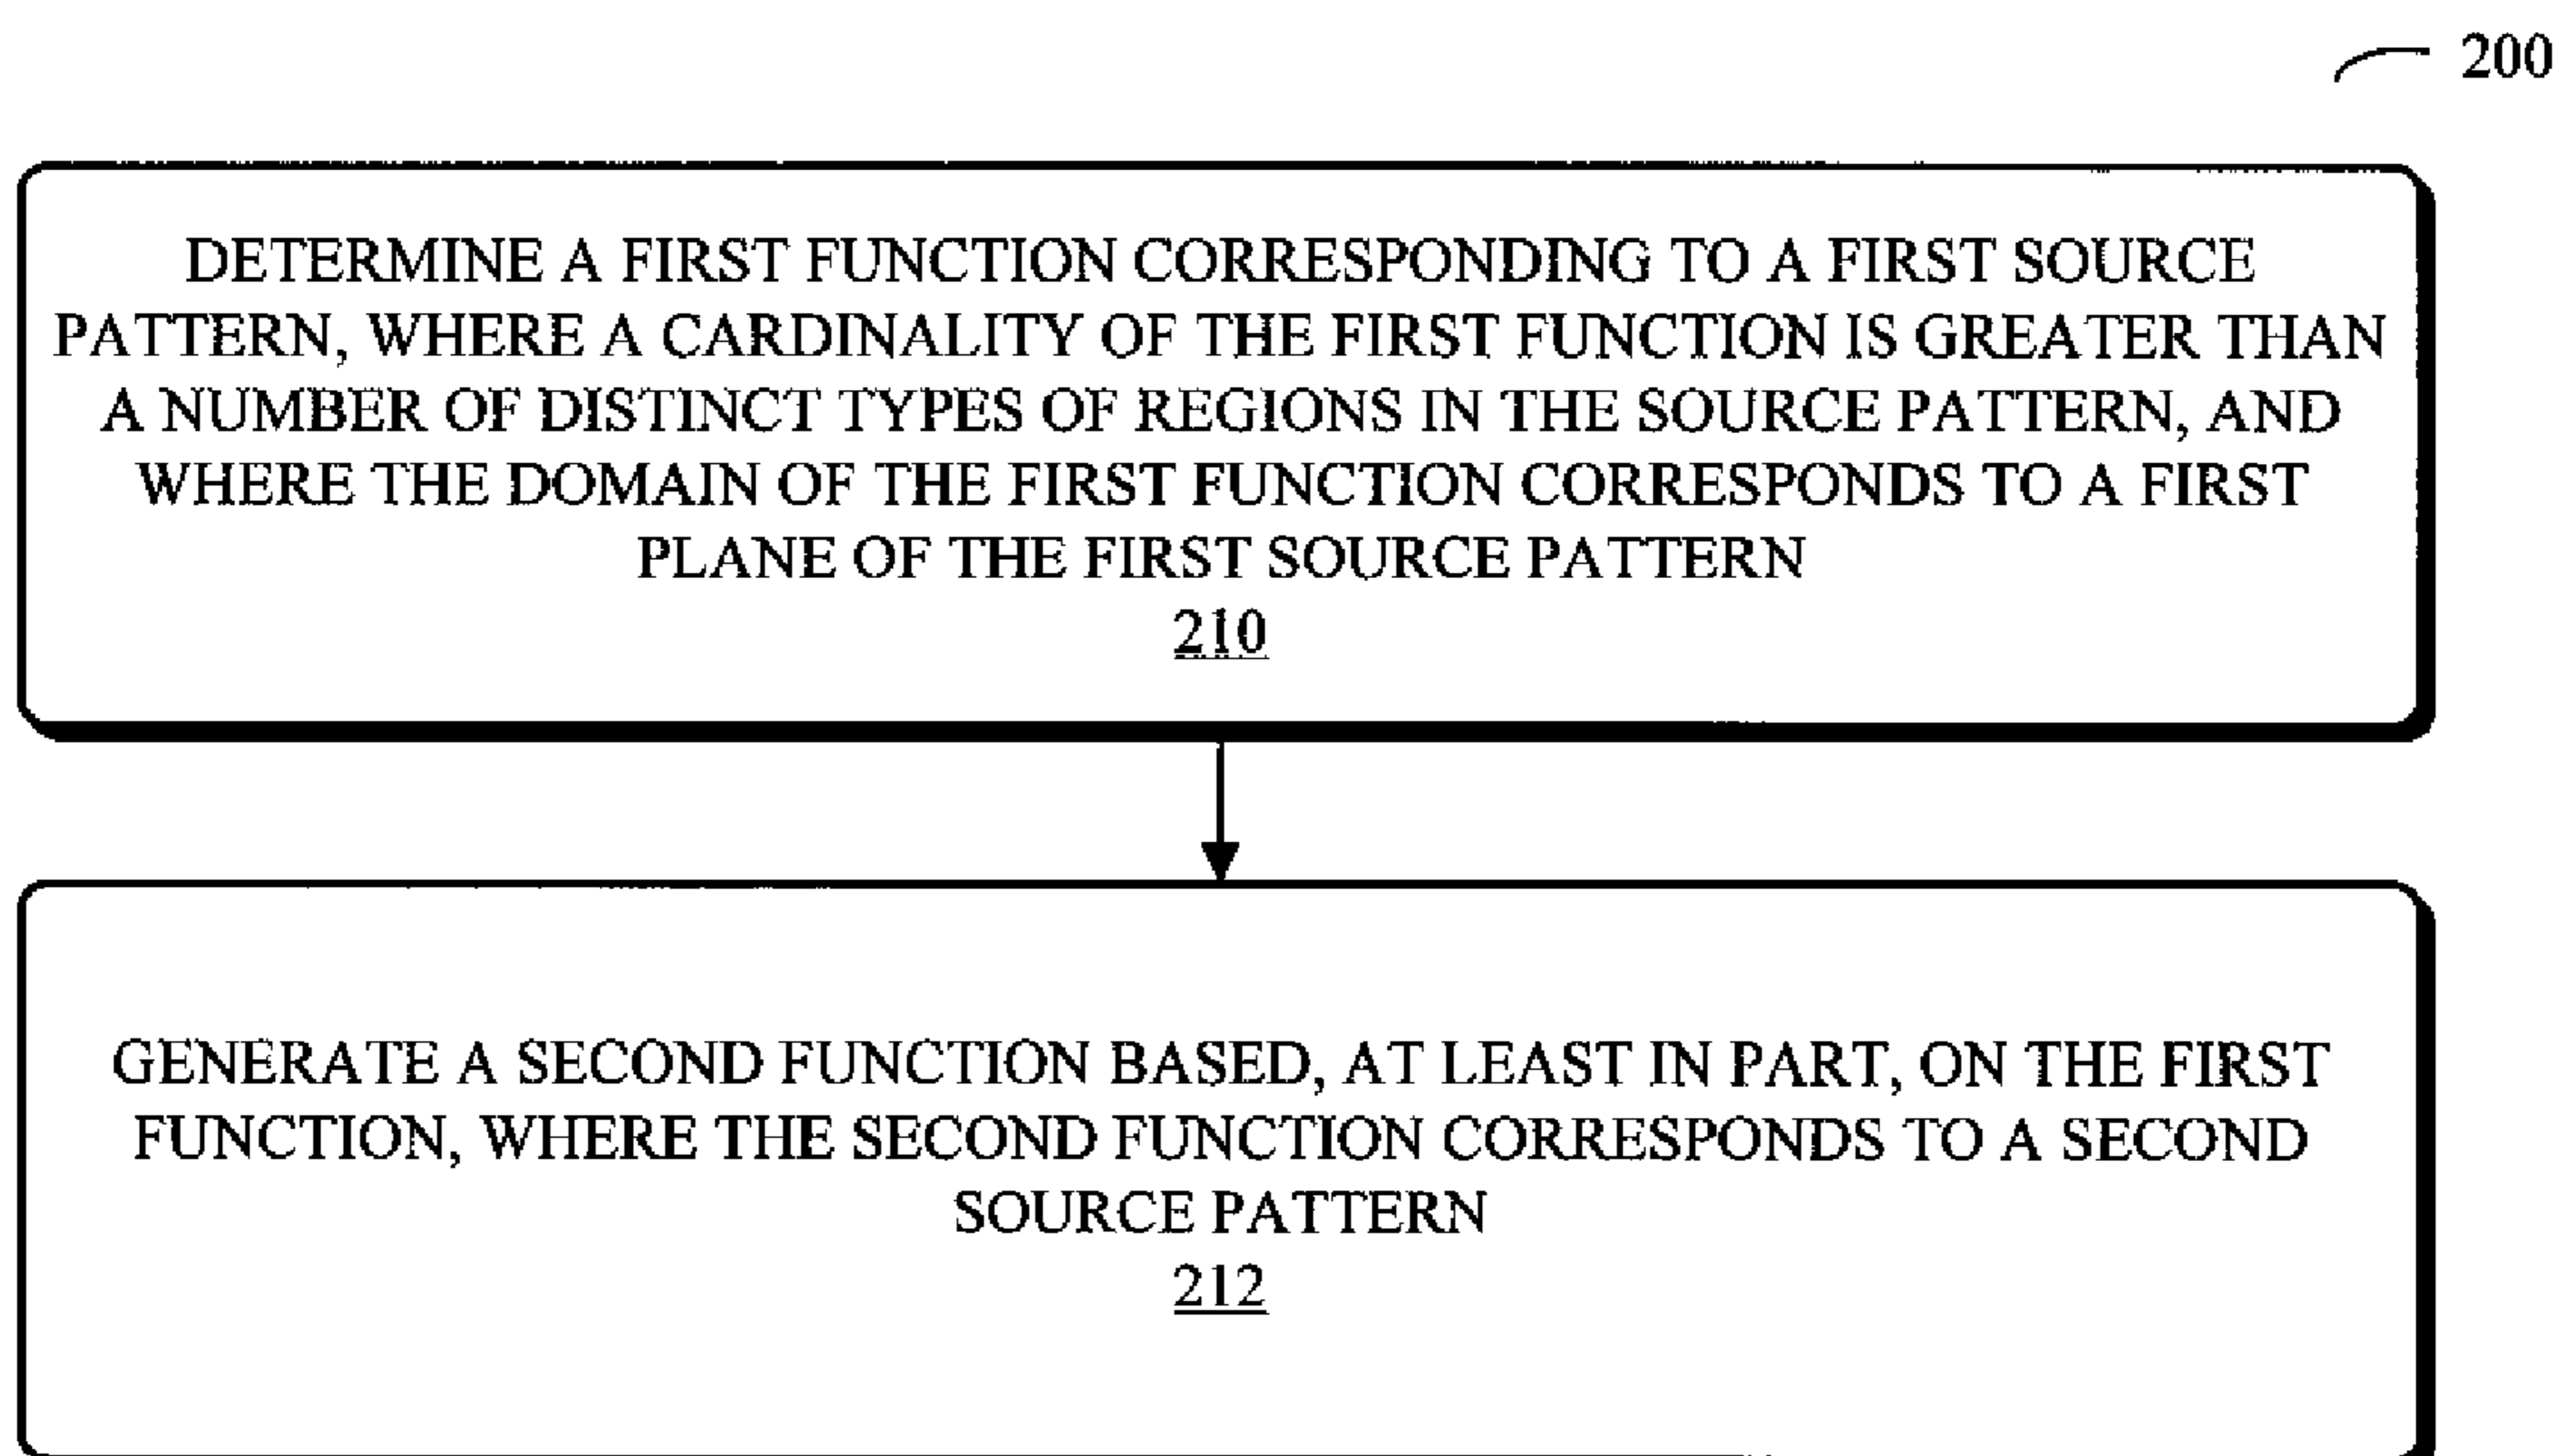 200
DETERMINE A FIRST FUNCTION CORRESPONDING TO A FIRST SOURCE
PATTERN, WHERE A CARDINALITY OF THE FIRST FUNCTION IS GREATER THAN
A NUMBER OF DISTINCT TYPES OF REGIONS IN THE SOURCE PATTERN, AND
WHERE THE DOMAIN OF THE FIRST FUNCTION CORRESPONDS TO A FIRST
PLANE OF THE FIRST SOURCE PATTERN
210
GENERATE A SECOND FUNCTION BASED, AT LEAST IN PART, ON THE FIRST
FUNCTION, WHERE THE SECOND FUNCTION CORRESPONDS TO A SECOND
SOURCE PATTERN
212